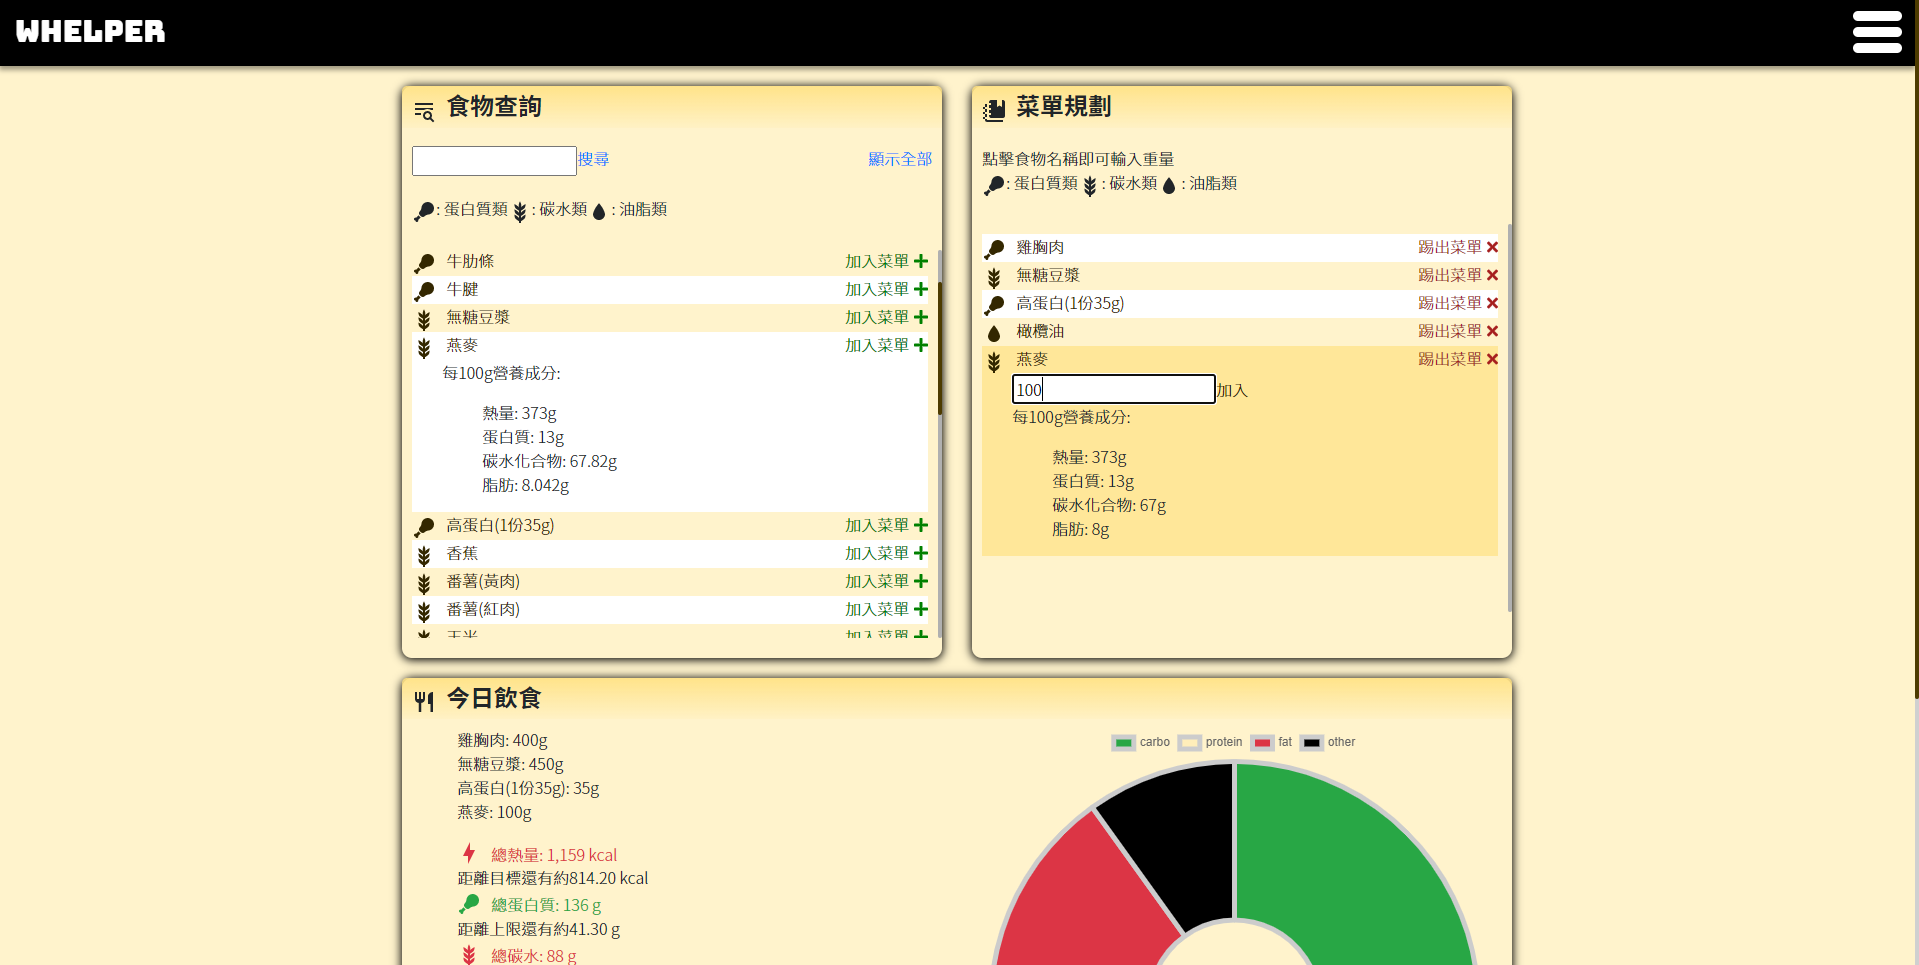 WHELPER
食物查詢
搜尋 顯示全部
: 蛋白質類 : 碳水類 : 油脂類
牛肋條 加入菜單
牛腱 加入菜單
無糖豆漿 加入菜單
燕麥 加入菜單
每100g營養成分:
熱量: 373g
蛋白質: 13g
碳水化合物: 67.82g
脂肪: 8.042g
高蛋白(1份35g) 加入菜單
香蕉 加入菜單
番薯(黃肉) 加入菜單
番薯(紅肉) 加入菜單
玉米 加入菜單
菜單規劃
點擊食物名稱即可輸入重量
: 蛋白質類 : 碳水類 : 油脂類
雞胸肉 踢出菜單
無糖豆漿 踢出菜單
高蛋白(1份35g) 踢出菜單
橄欖油 踢出菜單
燕麥 踢出菜單
100 加入
每100g營養成分:
熱量: 373g
蛋白質: 13g
碳水化合物: 67g
脂肪: 8g
今日飲食
雞胸肉: 400g
無糖豆漿: 450g
高蛋白(1份35g): 35g
燕麥: 100g
總熱量: 1,159 kcal
距離目標還有約814.20 kcal
總蛋白質: 136 g
距離上限還有約41.30 g
總碳水: 88 g
carbo protein fat other